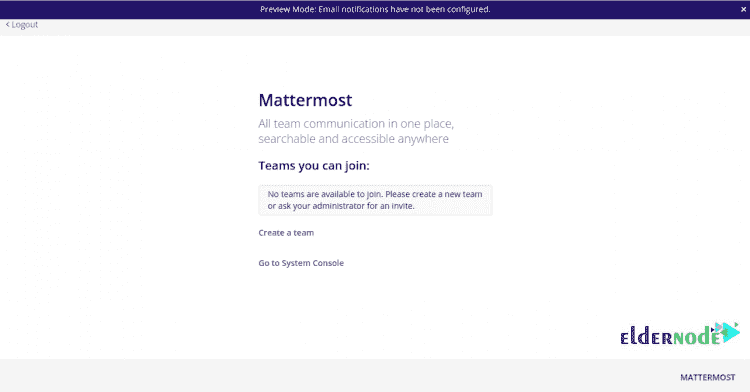 Preview Mode: Email notifications have not been configured.
×
< Logout
Mattermost
All team communication in one place,
searchable and accessible anywhere
Teams you can join:
No teams are available to join. Please create a new team
or ask your administrator for an invite.
Create a team
Go to System Console
elderNode
MATTERMOST